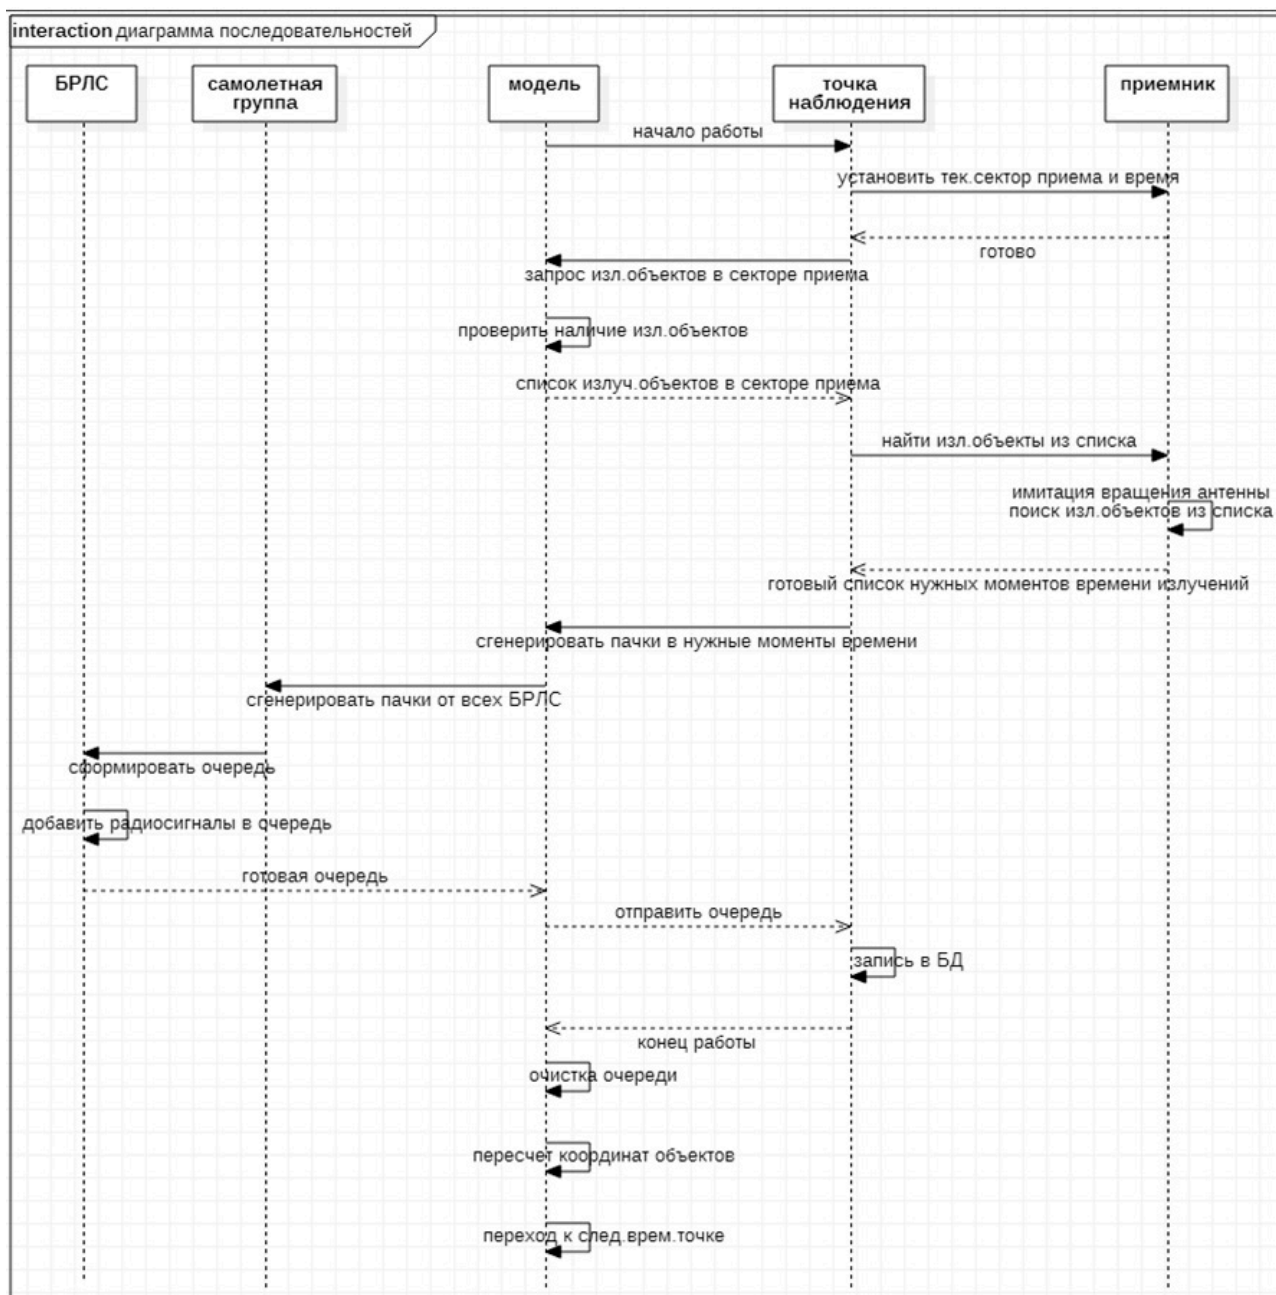 interaction диаграмма последовательностей
БРЛС
самолетная
группа
модель
точка
наблюдения
приемник
начало работы
установить тек.сектор приема и время
готово
запрос изл.объектов в секторе приема
проверить наличие изл.объектов
список излуч.объектов в секторе приема
найти изл.объекты из списка
имитация вращения антенны
поиск изл.объектов из списка
готовый список нужных моментов времени излучений
сгенерировать пачки в нужные моменты времени
сгенерировать пачки от всех БРЛС
сформировать очередь
добавить радиосигналы в очередь
готовая очередь
отправить очередь
запись в БД
конец работы
очистка очереди
пересчет координат объектов
переход к след.врем.точке